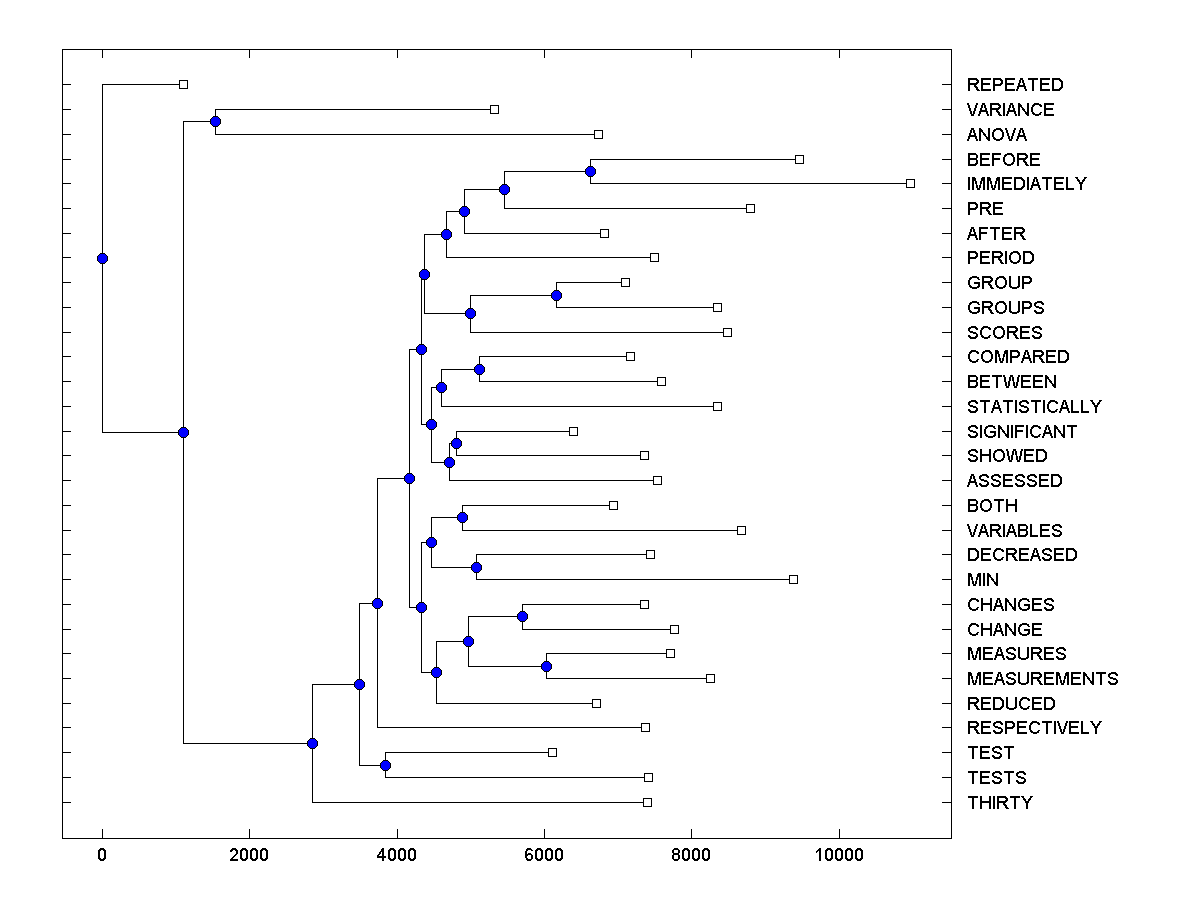 REPEATED
VARIANCE
ANOVA
BEFORE
IMMEDIATELY
PRE
AFTER
PERIOD
GROUP
GROUPS
SCORES
COMPARED
BETWEEN
STATISTICALLY
SIGNIFICANT
SHOWED
ASSESSED
BOTH
VARIABLES
DECREASED
MIN
CHANGES
CHANGE
MEASURES
MEASUREMENTS
REDUCED
RESPECTIVELY
TEST
TESTS
THIRTY
0 2000 4000 6000 8000 10000